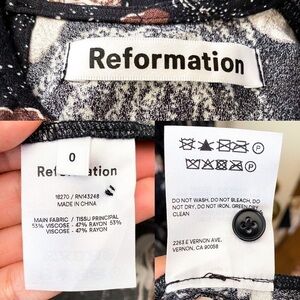 Reformation
0
Reformation
16270 / RN143248
MADE IN CHINA
MAIN FABRIC / TISSU PRINCIPAL
53% VISCOSE - 47% RAYON 53%
VISCOSE - 47% RAYON
P
P
DO NOT WASH, DO NOT BLEACH, DO
NOT DRY, DO NOT IRON, GREEN DRY
CLEAN
2263 E VERNON AVE,
VERNON, CA 90058